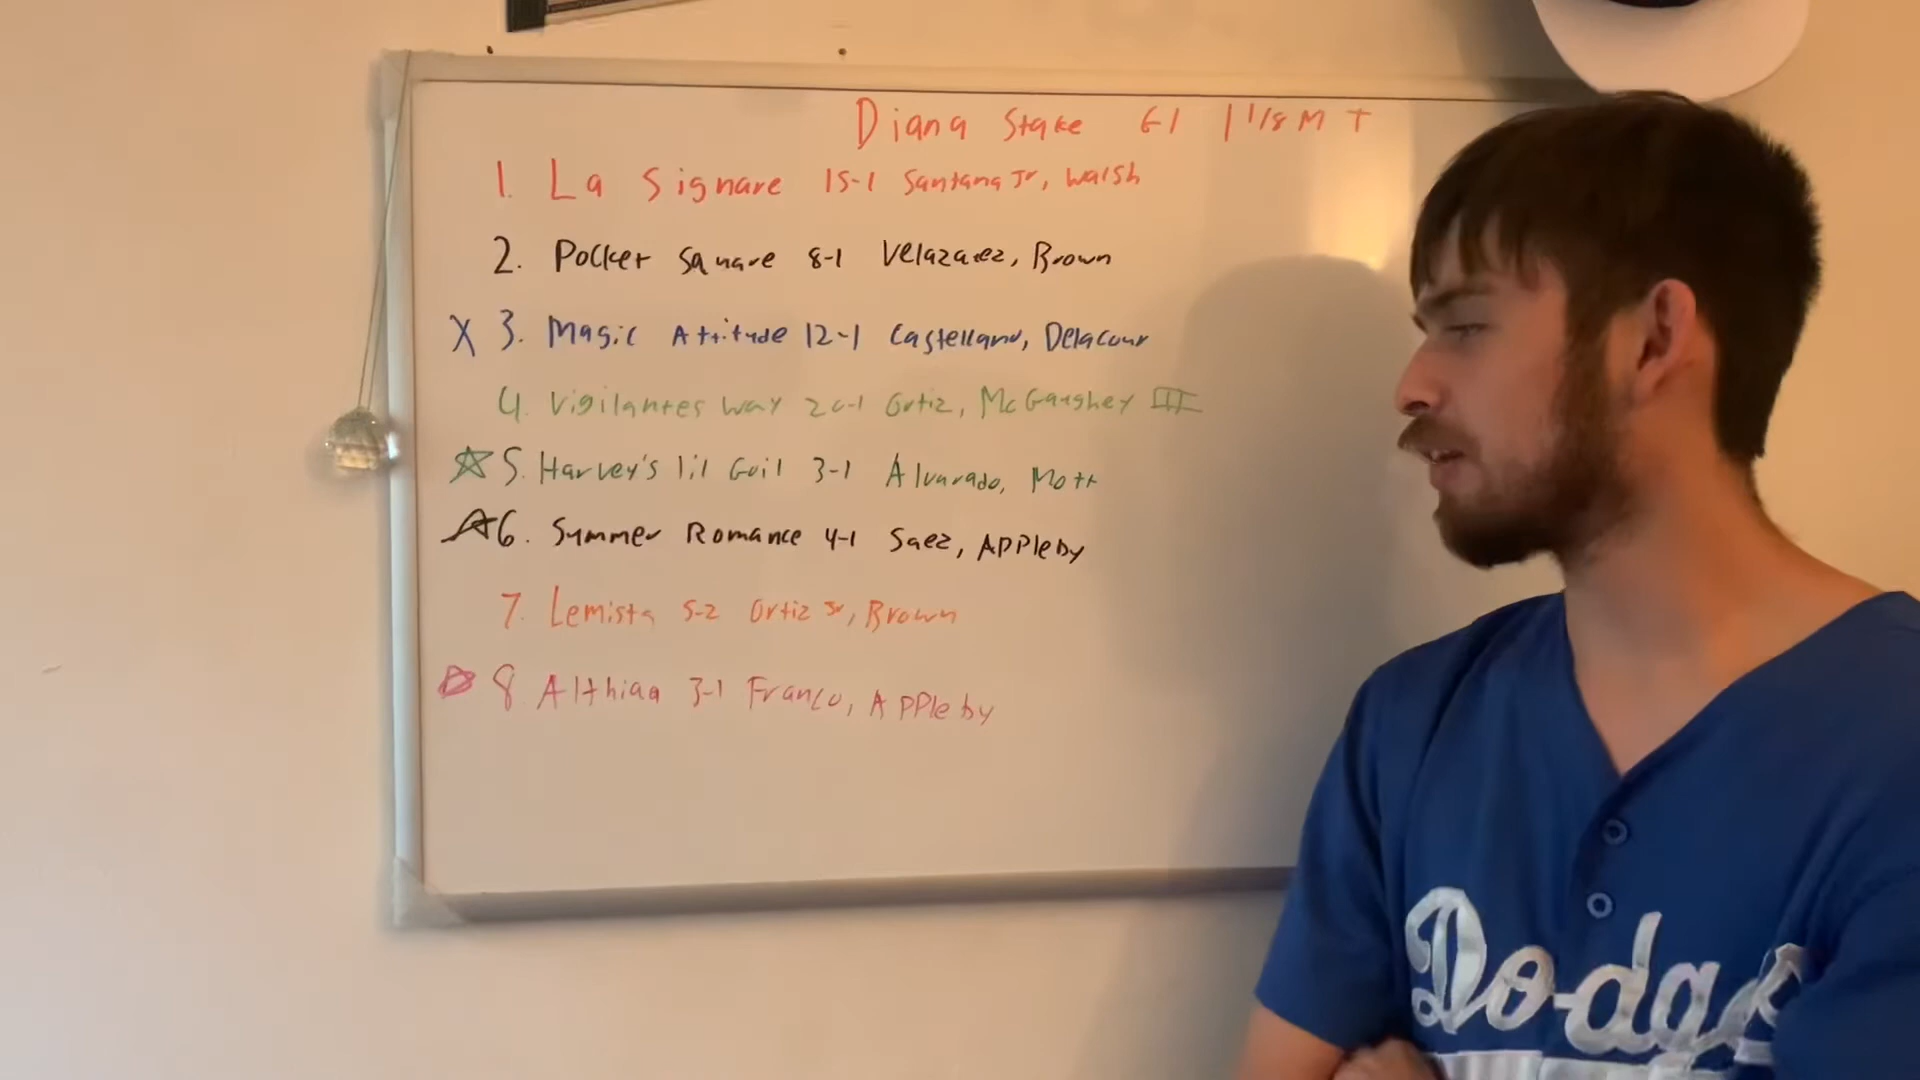 Diana Stake G1 1 1/8 M T
1. La Signare 15-1 Santana Jr, Walsh
2. Pocket Square 8-1 Velazquez, Brown
X 3. Magic Attitude 12-1 Castellano, Delacour
4. Vigilantes Way 20-1 Ortiz, McGaughey III
☆ 5. Harvey's lil Goil 3-1 Alvarado, Mott
☆ 6. Summer Romance 4-1 Saez, Appleby
7. Lemista 5-2 Ortiz Jr, Brown
☆ 8 Althiqa 3-1 Franco, Appleby
Dodge